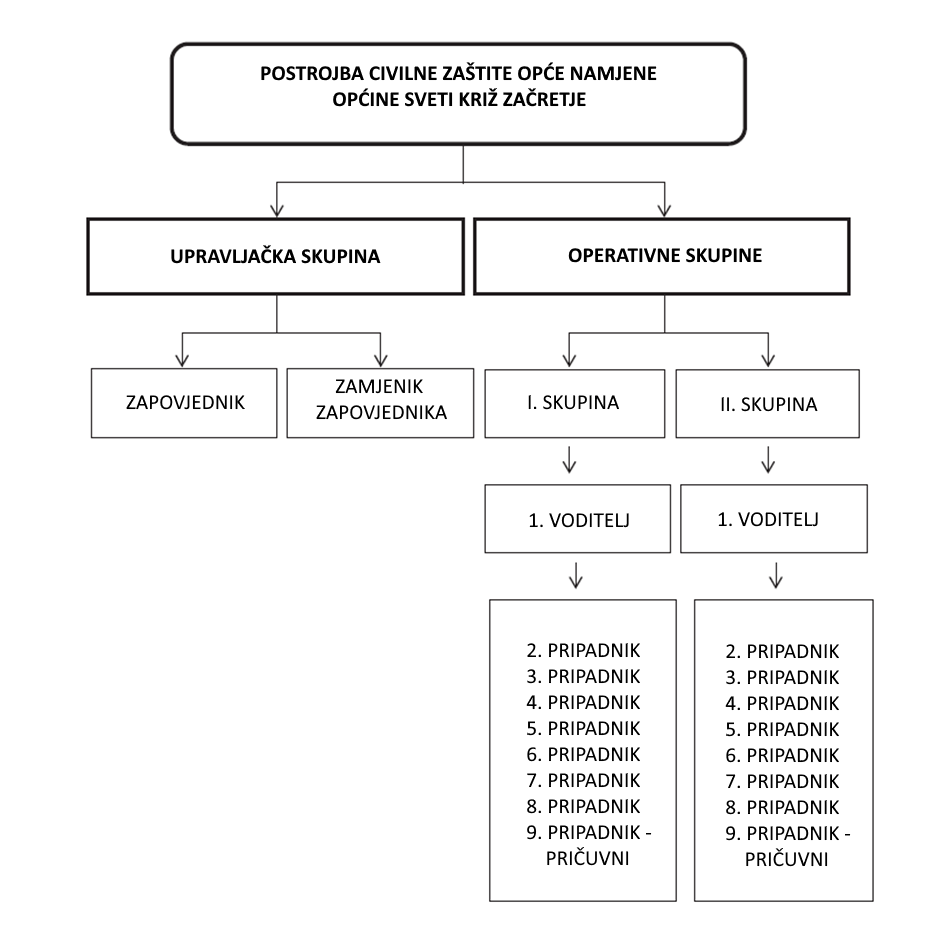 POSTROJBA CIVILNE ZAŠTITE OPĆE NAMJENE
OPĆINE SVETI KRIŽ ZAČRETJE
UPRAVLJAČKA SKUPINA
OPERATIVNE SKUPINE
ZAPOVJEDNIK
ZAMJENIK
ZAPOVJEDNIKA
I. SKUPINA
II. SKUPINA
1. VODITELJ
1. VODITELJ
2. PRIPADNIK
3. PRIPADNIK
4. PRIPADNIK
5. PRIPADNIK
6. PRIPADNIK
7. PRIPADNIK
8. PRIPADNIK
9. PRIPADNIK -
PRIČUVNI
2. PRIPADNIK
3. PRIPADNIK
4. PRIPADNIK
5. PRIPADNIK
6. PRIPADNIK
7. PRIPADNIK
8. PRIPADNIK
9. PRIPADNIK -
PRIČUVNI